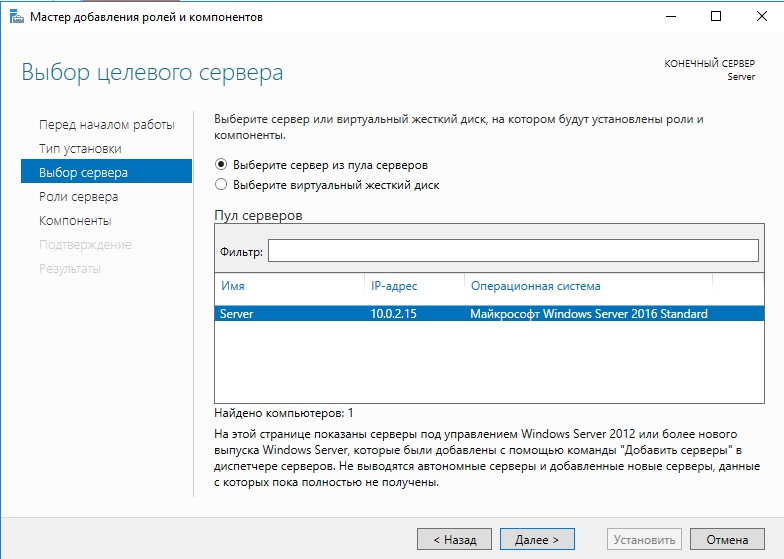 Мастер добавления ролей и компонентов
Выбор целевого сервера
КОНЕЧНЫЙ СЕРВЕР
Server
Перед началом работы
Тип установки
Выбор сервера
Роли сервера
Компоненты
Подтверждение
Результаты
Выберите сервер или виртуальный жесткий диск, на котором будут установлены роли и
компоненты.
Выберите сервер из пула серверов
Выберите виртуальный жесткий диск
Пул серверов
Фильтр:
Имя IP-адрес Операционная система
Server 10.0.2.15 Майкрософт Windows Server 2016 Standard
Найдено компьютеров: 1
На этой странице показаны серверы под управлением Windows Server 2012 или более нового
выпуска Windows Server, которые были добавлены с помощью команды "Добавить серверы" в
диспетчере серверов. Не выводятся автономные серверы и добавленные новые серверы, данные
с которых пока полностью не получены.
< Назад Далее > Установить Отмена